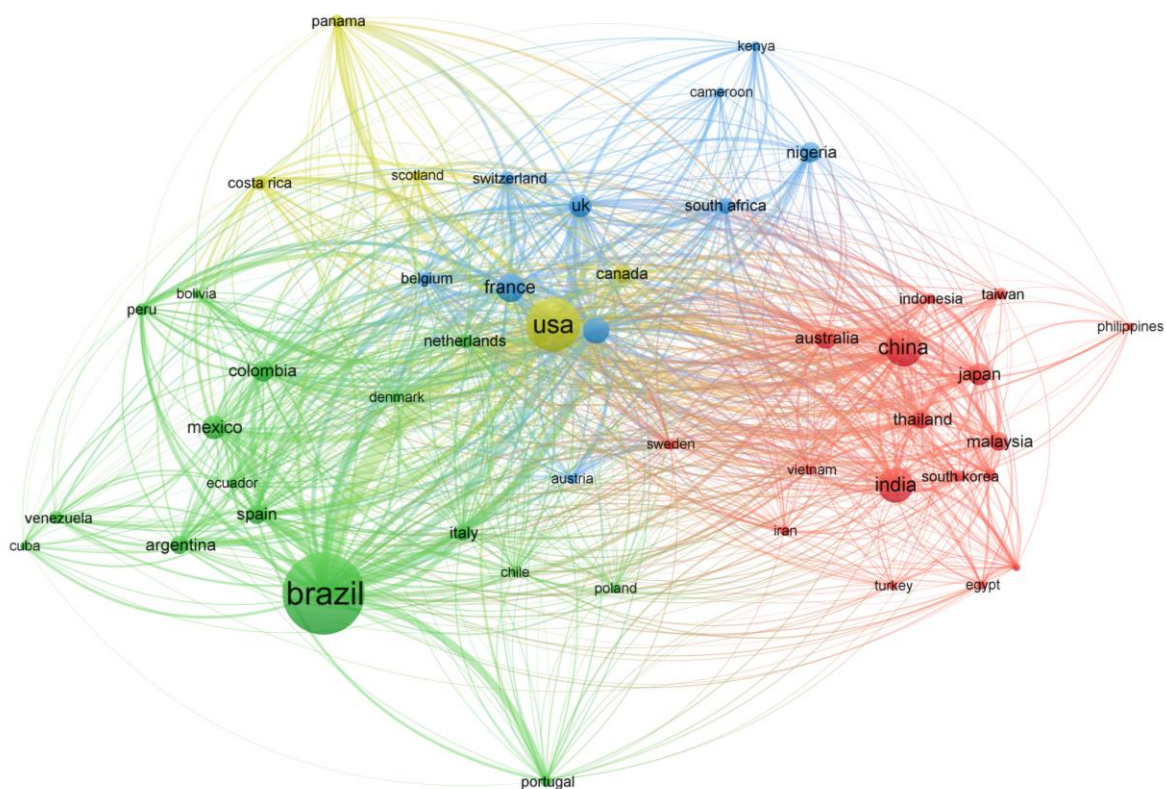 panama
kenya
cameroon
nigeria
scotland
switzerland
costa rica
uk
south africa
canada
belgium
france
bolivia
peru
indonesia
taiwan
philippines
usa
netherlands
australia
china
colombia
japan
denmark
thailand
mexico
malaysia
sweden
vietnam
south korea
ecuador
austria
india
spain
venezuela
iran
italy
cuba
argentina
chile
brazil
poland
turkey
egypt
portugal